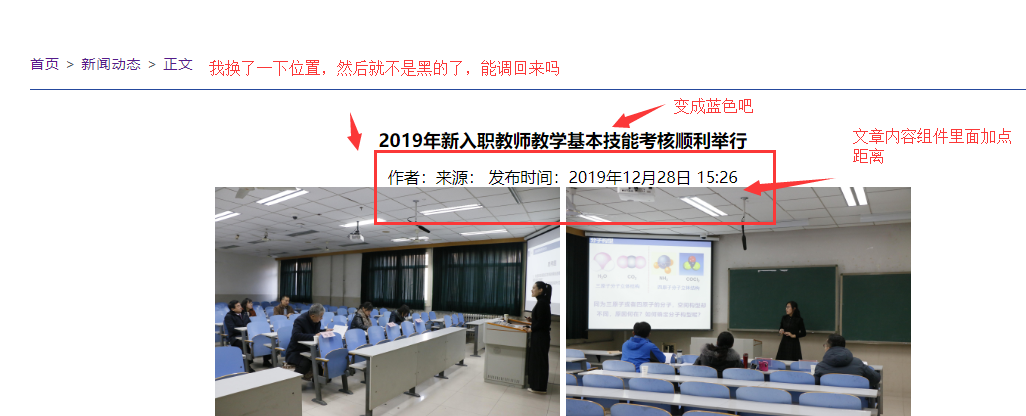 首页 > 新闻动态 > 正文
我换了一下位置，然后就不是黑的了，能调回来吗
变成蓝色吧
2019年新入职教师教学基本技能考核顺利举行
文章内容组件里面加点
距离
作者：来源： 发布时间：2019年12月28日 15:26